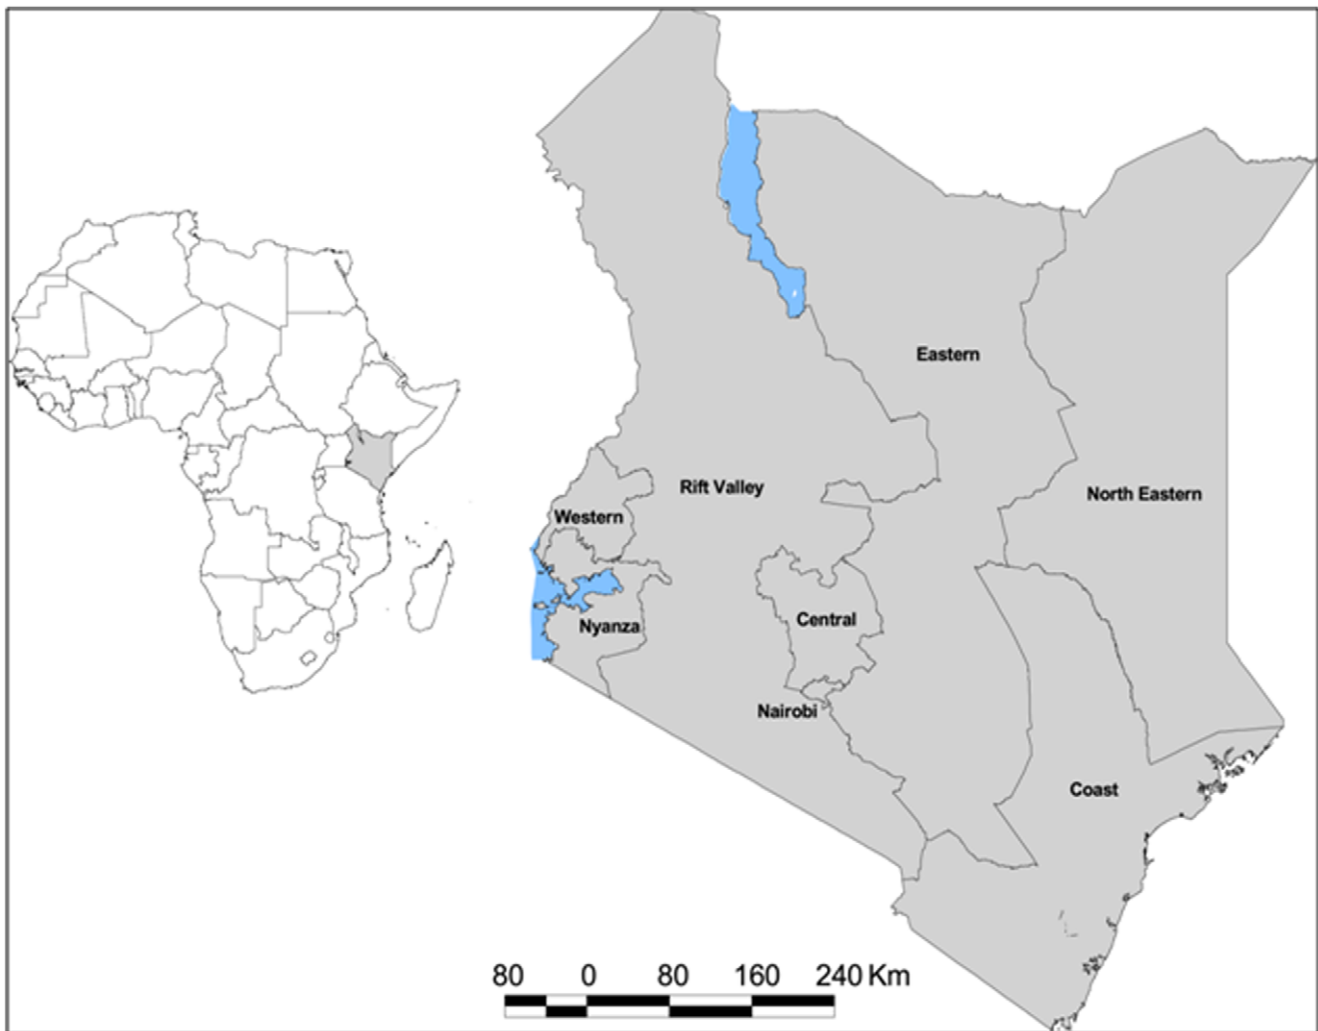 Eastern
Rift Valley
North Eastern
Western
Central
Nyanza
Nairobi
Coast
80 0 80 160 240 Km